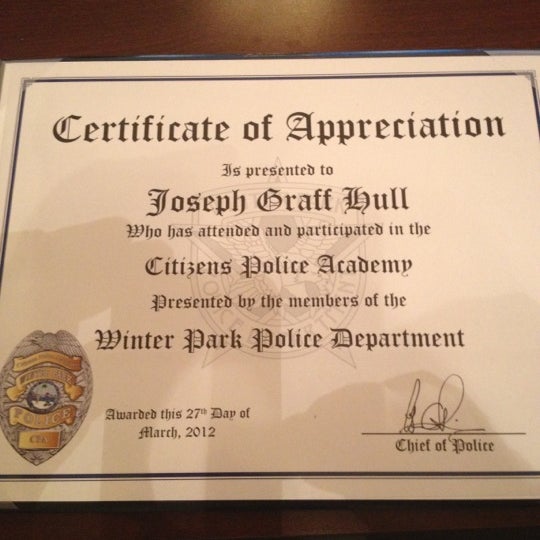 Certificate of Appreciation
Is presented to
Joseph Graff Hull
Who has attended and participated in the
Citizens Police Academy
Presented by the members of the
Winter Park Police Department
Awarded this 27th Day of
March, 2012
Chief of Police
POLICE